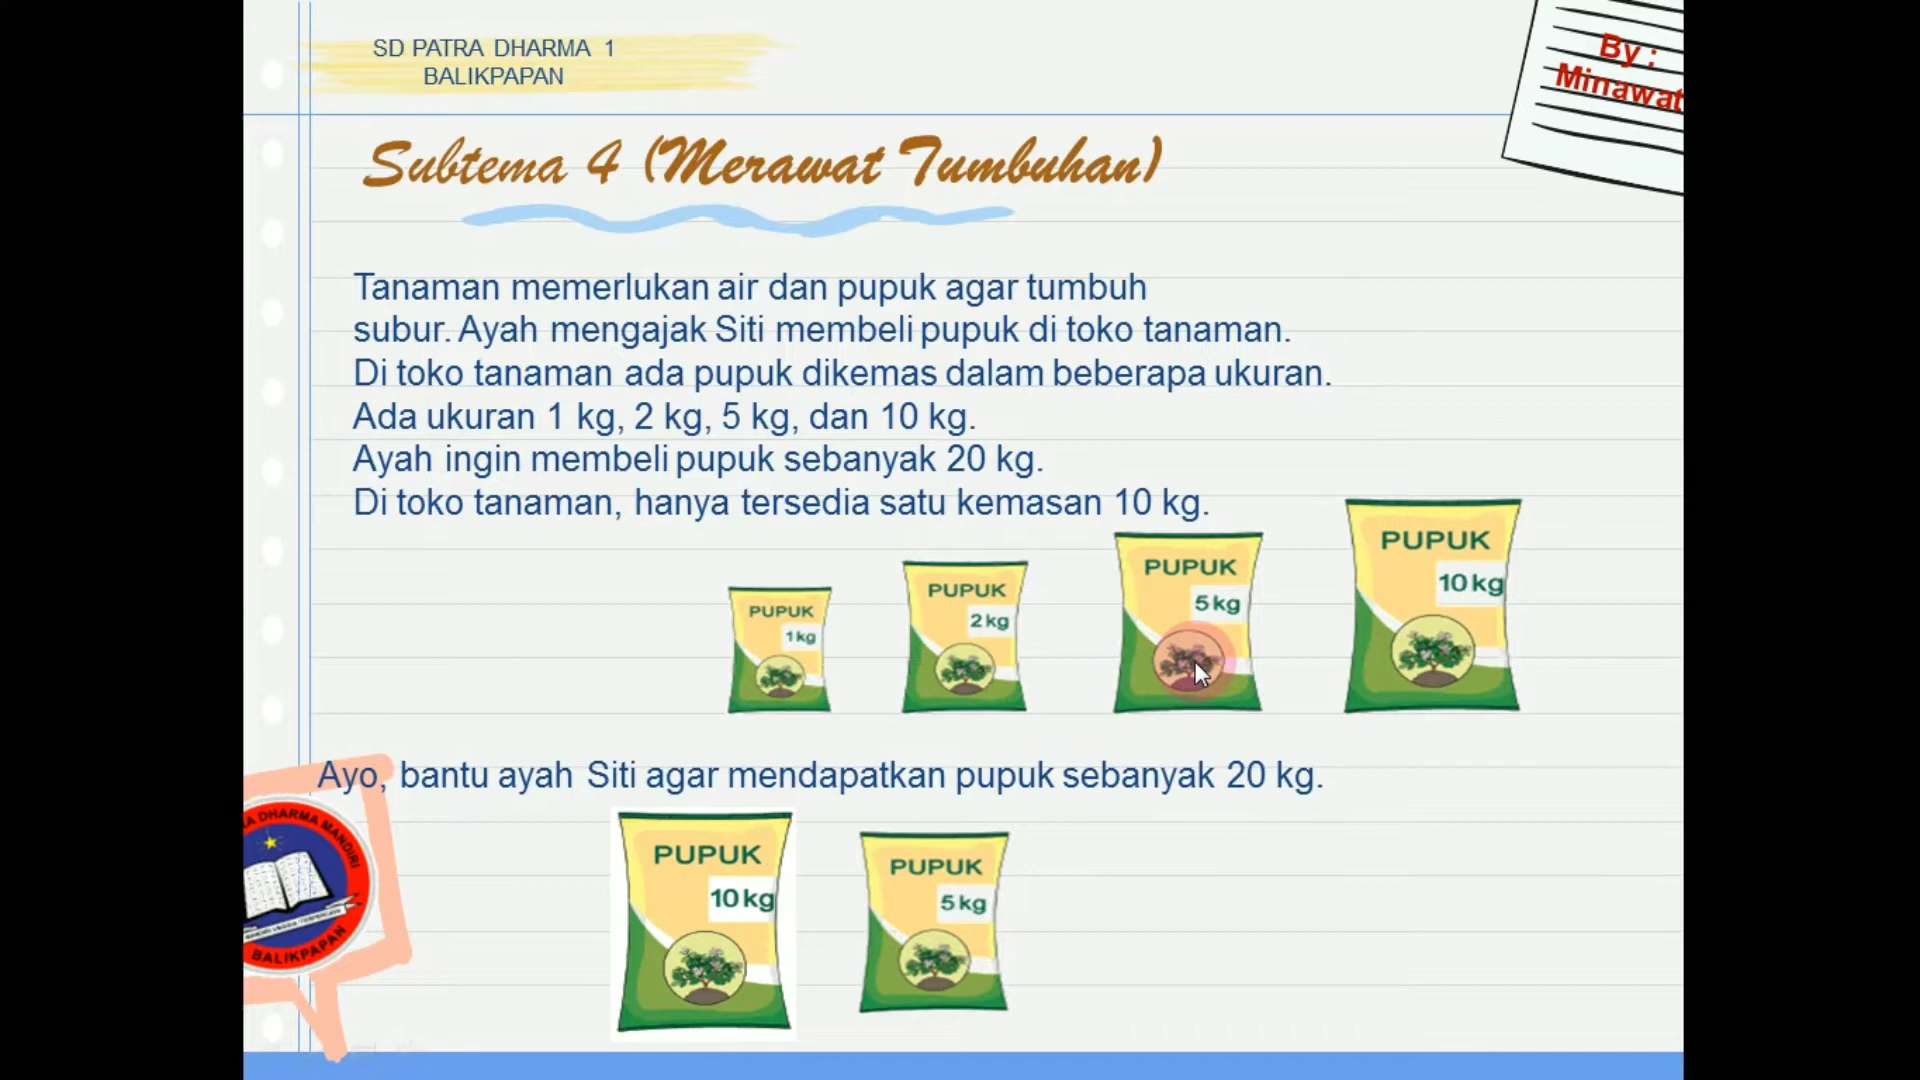 SD PATRA DHARMA 1
BALIKPAPAN
By :
Minawat
Subtema 4 (Merawat Tumbuhan)
Tanaman memerlukan air dan pupuk agar tumbuh
subur. Ayah mengajak Siti membeli pupuk di toko tanaman.
Di toko tanaman ada pupuk dikemas dalam beberapa ukuran.
Ada ukuran 1 kg, 2 kg, 5 kg, dan 10 kg.
Ayah ingin membeli pupuk sebanyak 20 kg.
Di toko tanaman, hanya tersedia satu kemasan 10 kg.
PUPUK
1 kg
PUPUK
2 kg
PUPUK
5 kg
PUPUK
10 kg
Ayo, bantu ayah Siti agar mendapatkan pupuk sebanyak 20 kg.
RA DHARMA MANDIRI
BALIKPAPAN
PUPUK
10 kg
PUPUK
5 kg